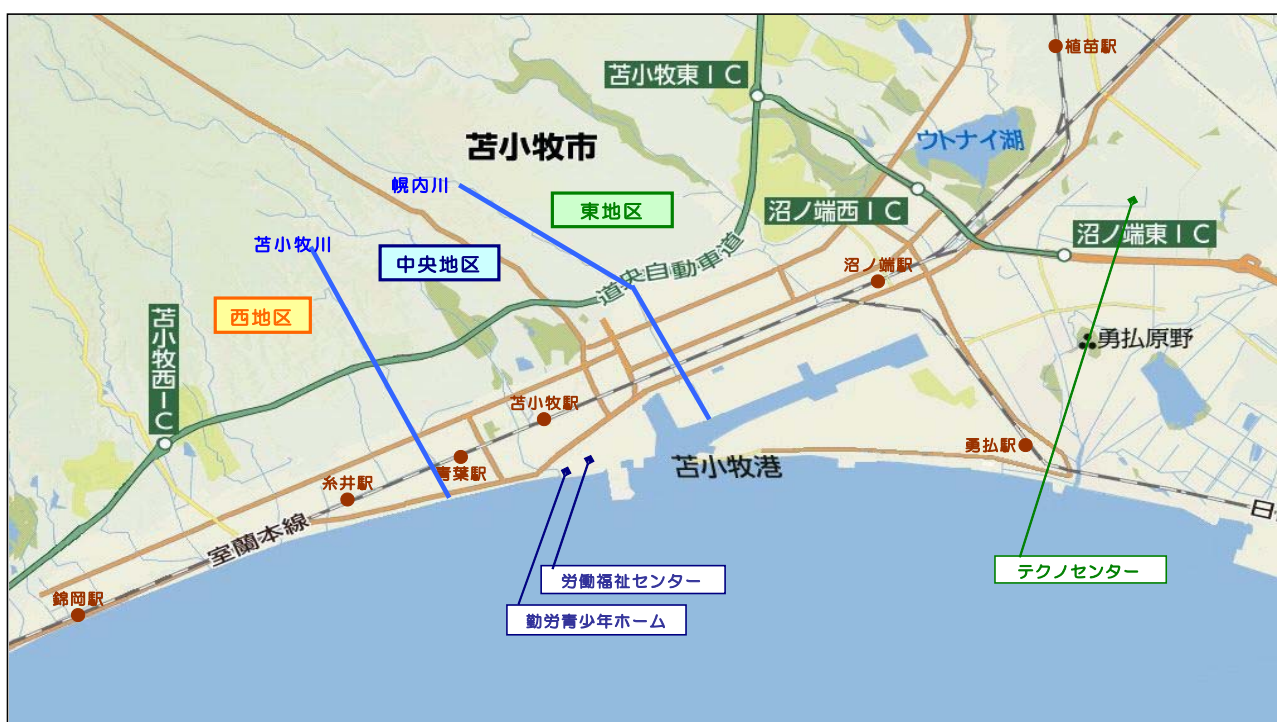 植苗駅
苫小牧東IC
苫小牧市
ウトナイ湖
幌内川
東地区
沼ノ端西IC
沼ノ端東IC
苫小牧川
中央地区
道央自動車道
沼ノ端駅
西地区
苫小牧西IC
勇払原野
苫小牧駅
青葉駅
苫小牧港
勇払駅
糸井駅
室蘭本線
日
テクノセンター
労働福祉センター
錦岡駅
勤労青少年ホーム